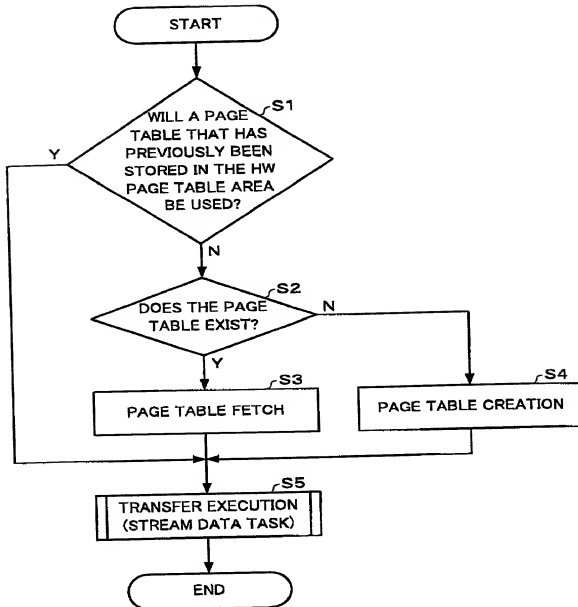 START
S1
WILL A PAGE
TABLE THAT HAS
PREVIOUSLY BEEN
STORED IN THE HW
PAGE TABLE AREA
BE USED?
Y
N
S2
DOES THE PAGE
TABLE EXIST?
N
Y
S3
PAGE TABLE FETCH
S4
PAGE TABLE CREATION
S5
TRANSFER EXECUTION
(STREAM DATA TASK)
END